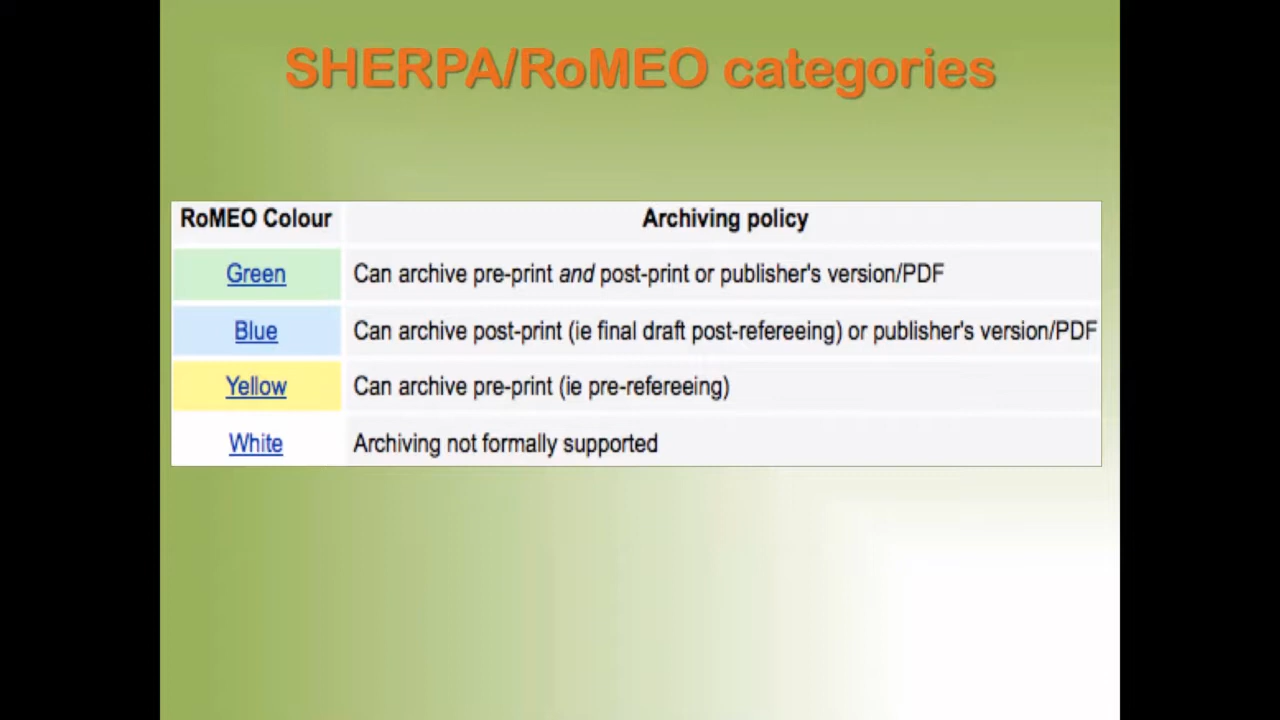 SHERPA/RoMEO categories
RoMEO Colour Archiving policy
Green Can archive pre-print and post-print or publisher's version/PDF
Blue Can archive post-print (ie final draft post-refereeing) or publisher's version/PDF
Yellow Can archive pre-print (ie pre-refereeing)
White Archiving not formally supported